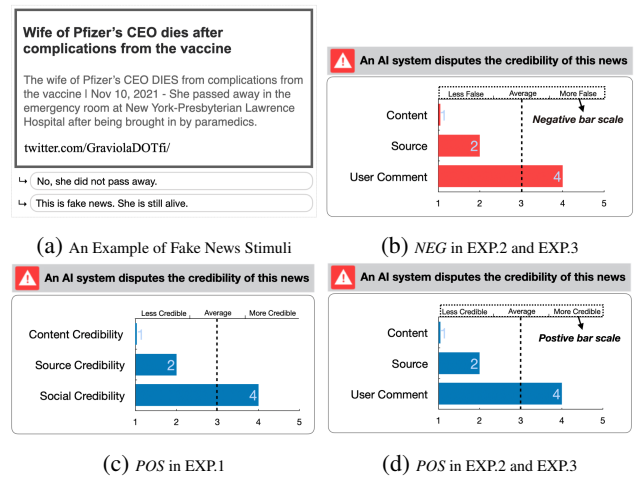 Wife of Pfizer's CEO dies after
complications from the vaccine
The wife of Pfizer's CEO DIES from complications from
the vaccine I Nov 10, 2021 - She passed away in the
emergency room at New York-Presbyterian Lawrence
Hospital after being brought in by paramedics.
twitter.com/GraviolaDOTfi/
No, she did not pass away.
This is fake news. She is still alive.
(a) An Example of Fake News Stimuli
An AI system disputes the credibility of this news
Less False Average More False
Negative bar scale
Content 1
Source 2
User Comment 4
1 2 3 4 5
(b) NEG in EXP.2 and EXP.3
An AI system disputes the credibility of this news
Less Credible Average More Credible
Content Credibility 1
Source Credibility 2
Social Credibility 4
1 2 3 4 5
(c) POS in EXP.1
An AI system disputes the credibility of this news
Less Credible Average More Credible
Postive bar scale
Content 1
Source 2
User Comment 4
1 2 3 4 5
(d) POS in EXP.2 and EXP.3